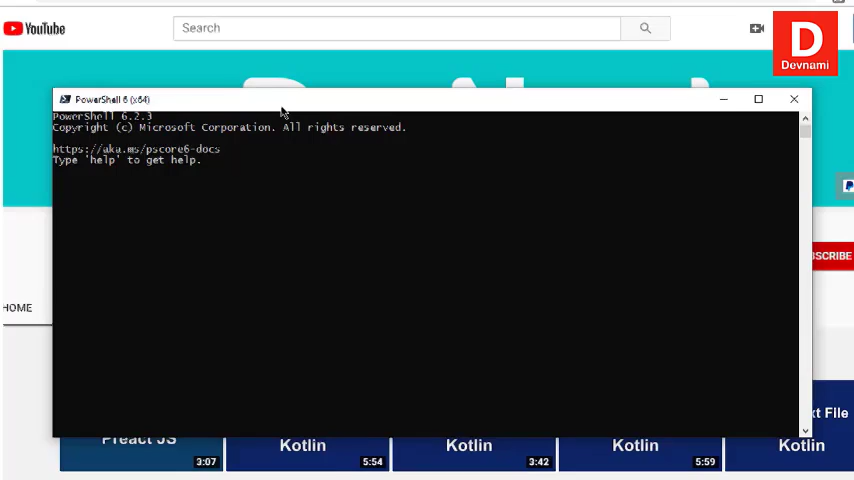 YouTube
Search
D
Devnami
PowerShell 6 (x64)
PowerShell 6.2.3
Copyright (c) Microsoft Corporation. All rights reserved.
https://aka.ms/pscore6-docs
Type 'help' to get help.
BSCRIBE
HOME
xt File
Preact JS
Kotlin
Kotlin
Kotlin
Kotlin
3:07
5:54
3:42
5:59